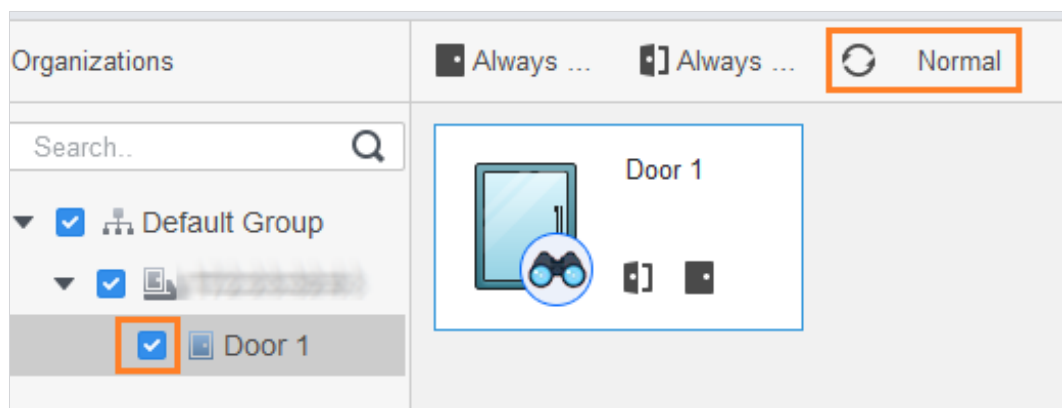 Organizations
Always ...
Always ...
Normal
Search..
Default Group
Door 1
Door 1